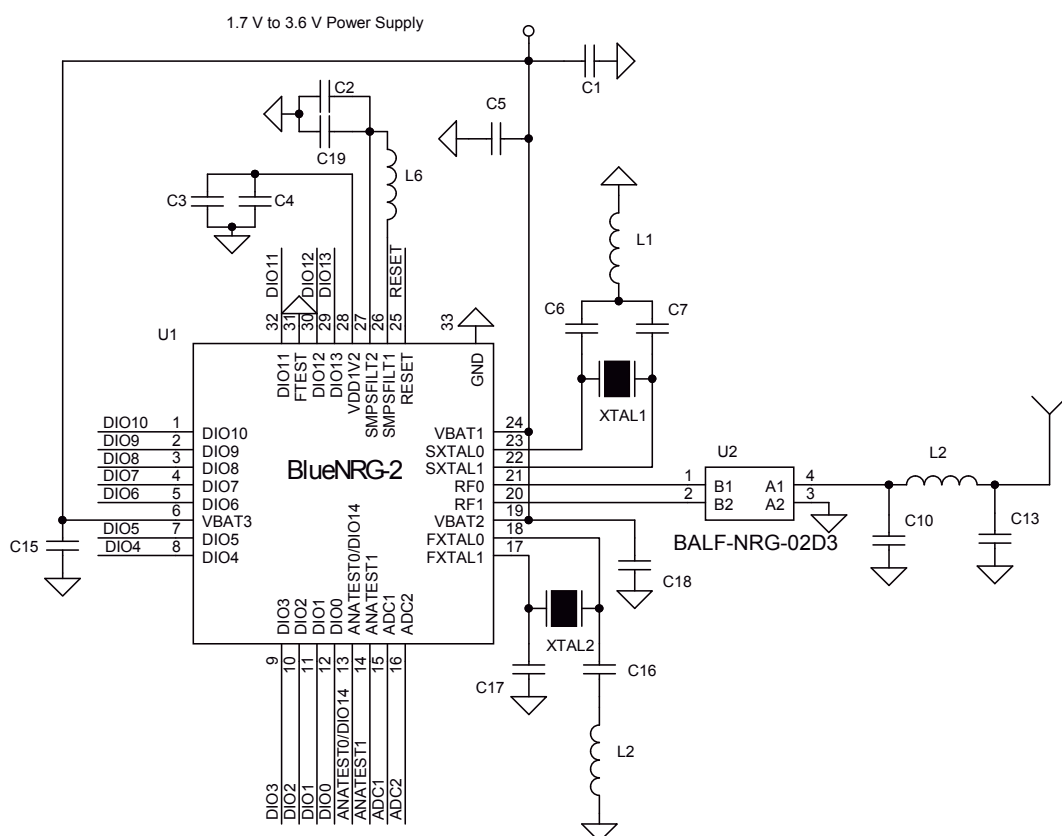 1.7 V to 3.6 V Power Supply
C1
C2
C5
C19
L6
C3
C4
L1
DIO11
DIO12
DIO13
RESET
C6
C7
32
31
30
29
28
27
26
25
33
U1
DIO11
FTEST
DIO12
DIO13
VDD1V2
SMPSFILT2
SMPSFILT1
RESET
GND
XTAL1
DIO10 1 DIO10
DIO9 2 DIO9
DIO8 3 DIO8
DIO7 4 DIO7
DIO6 5 DIO6
6 VBAT3
DIO5 7 DIO5
DIO4 8 DIO4
BlueNRG-2
VBAT1 24
SXTAL0 23
SXTAL1 22
RF0 21
RF1 20
VBAT2 19
FXTAL0 18
FXTAL1 17
U2
1 B1 A1 4
2 B2 A2 3
BALF-NRG-02D3
L2
C10
C13
C15
C18
DIO3
DIO2
DIO1
DIO0
ANATEST0/DIO14
ANATEST1
ADC1
ADC2
XTAL2
9
10
11
12
13
14
15
16
C17
C16
L2
DIO3
DIO2
DIO1
DIO0
ANATEST0/DIO14
ANATEST1
ADC1
ADC2